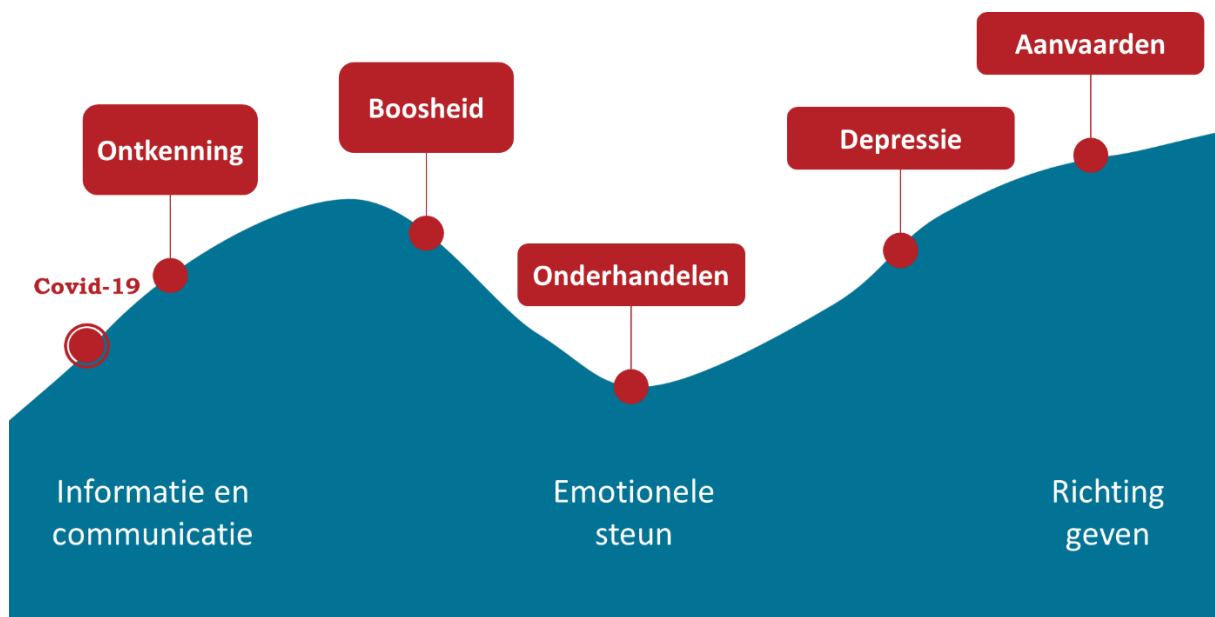 Ontkenning
Boosheid
Onderhandelen
Depressie
Aanvaarden
Covid-19
Informatie en
communicatie
Emotionele
steun
Richting
geven